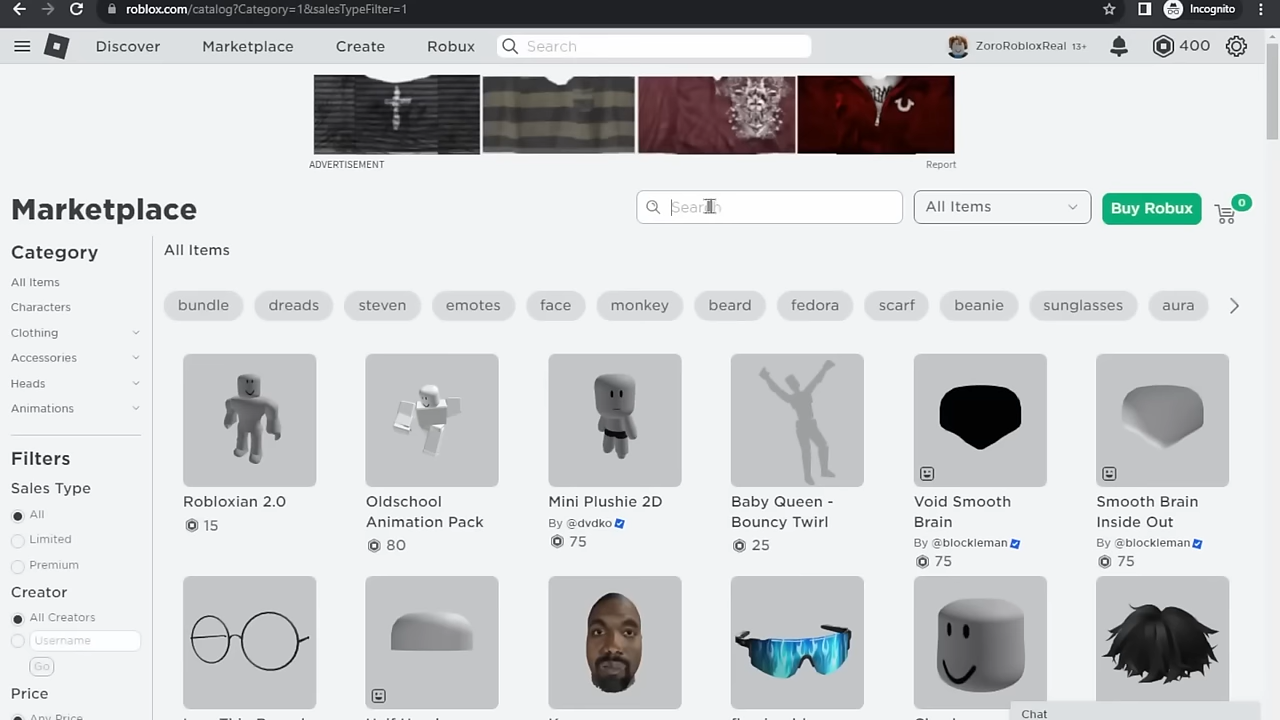 roblox.com/catalog?Category=1&salesTypeFilter=1
Incognito
Discover
Marketplace
Create
Robux
Search
ZoroRobloxReal 13+
400
ADVERTISEMENT
Report
Marketplace
Search
All Items
Buy Robux
0
Category
All Items
Characters
Clothing
Accessories
Heads
Animations
Filters
Sales Type
All
Limited
Premium
Creator
All Creators
Username
Go
Price
Any Price
All Items
bundle
dreads
steven
emotes
face
monkey
beard
fedora
scarf
beanie
sunglasses
aura
Robloxian 2.0
15
Oldschool
Animation Pack
80
Mini Plushie 2D
By @dvdko
75
Baby Queen -
Bouncy Twirl
25
Void Smooth
Brain
By @blockleman
75
Smooth Brain
Inside Out
By @blockleman
75
Chat